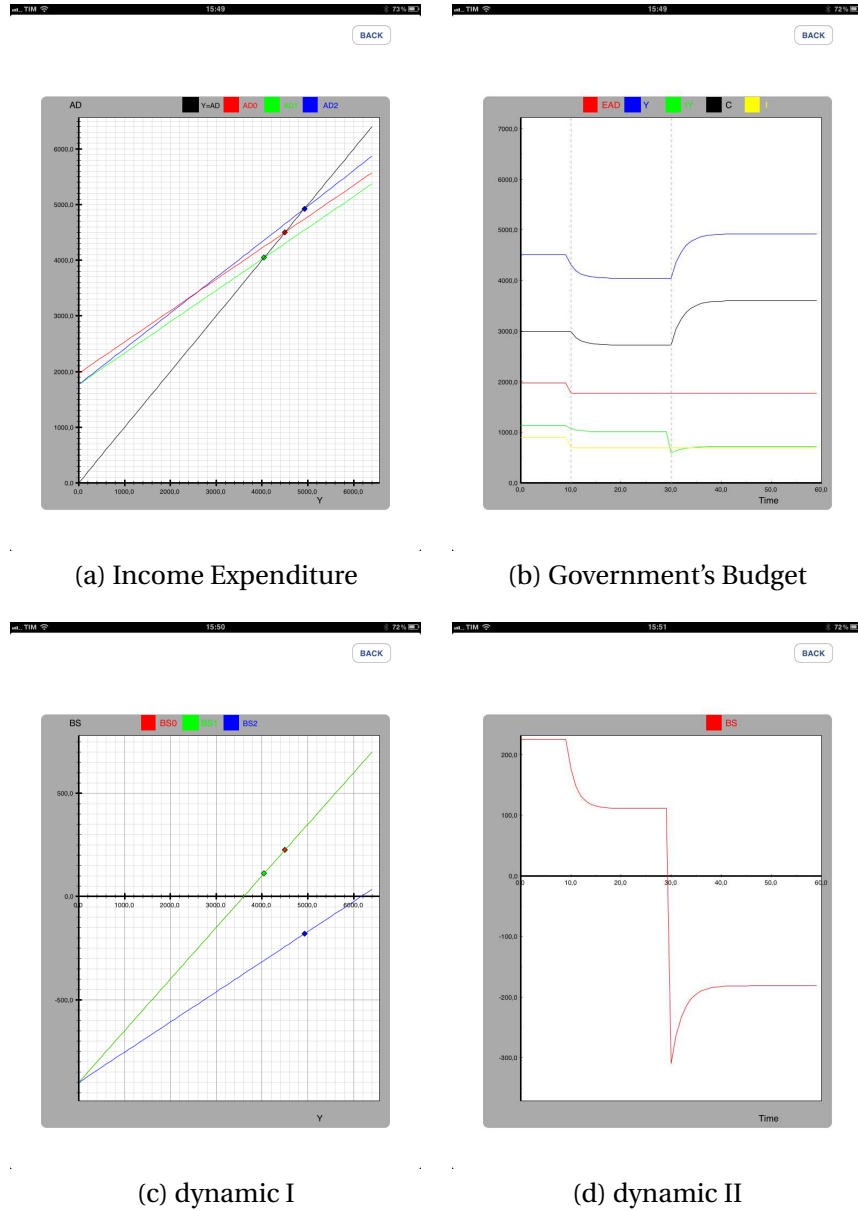 TIM 15:49 73%
BACK
AD Y=AD AD0 AD1 AD2
6000,0
5000,0
4000,0
3000,0
2000,0
1000,0
0,0
0,0 1000,0 2000,0 3000,0 4000,0 5000,0 6000,0
Y
(a) Income Expenditure
TIM 15:49 72%
BACK
EAD Y tY C I
7000,0
6000,0
5000,0
4000,0
3000,0
2000,0
1000,0
0,0
0,0 10,0 20,0 30,0 40,0 50,0 60,0
Time
(b) Government's Budget
TIM 15:50 72%
BACK
BS BS0 BS1 BS2
500,0
0,0
0,0 1000,0 2000,0 3000,0 4000,0 5000,0 6000,0
-500,0
Y
(c) dynamic I
TIM 15:51 72%
BACK
BS
200,0
100,0
0,0
0,0 10,0 20,0 30,0 40,0 50,0 60,0
-100,0
-200,0
-300,0
Time
(d) dynamic II